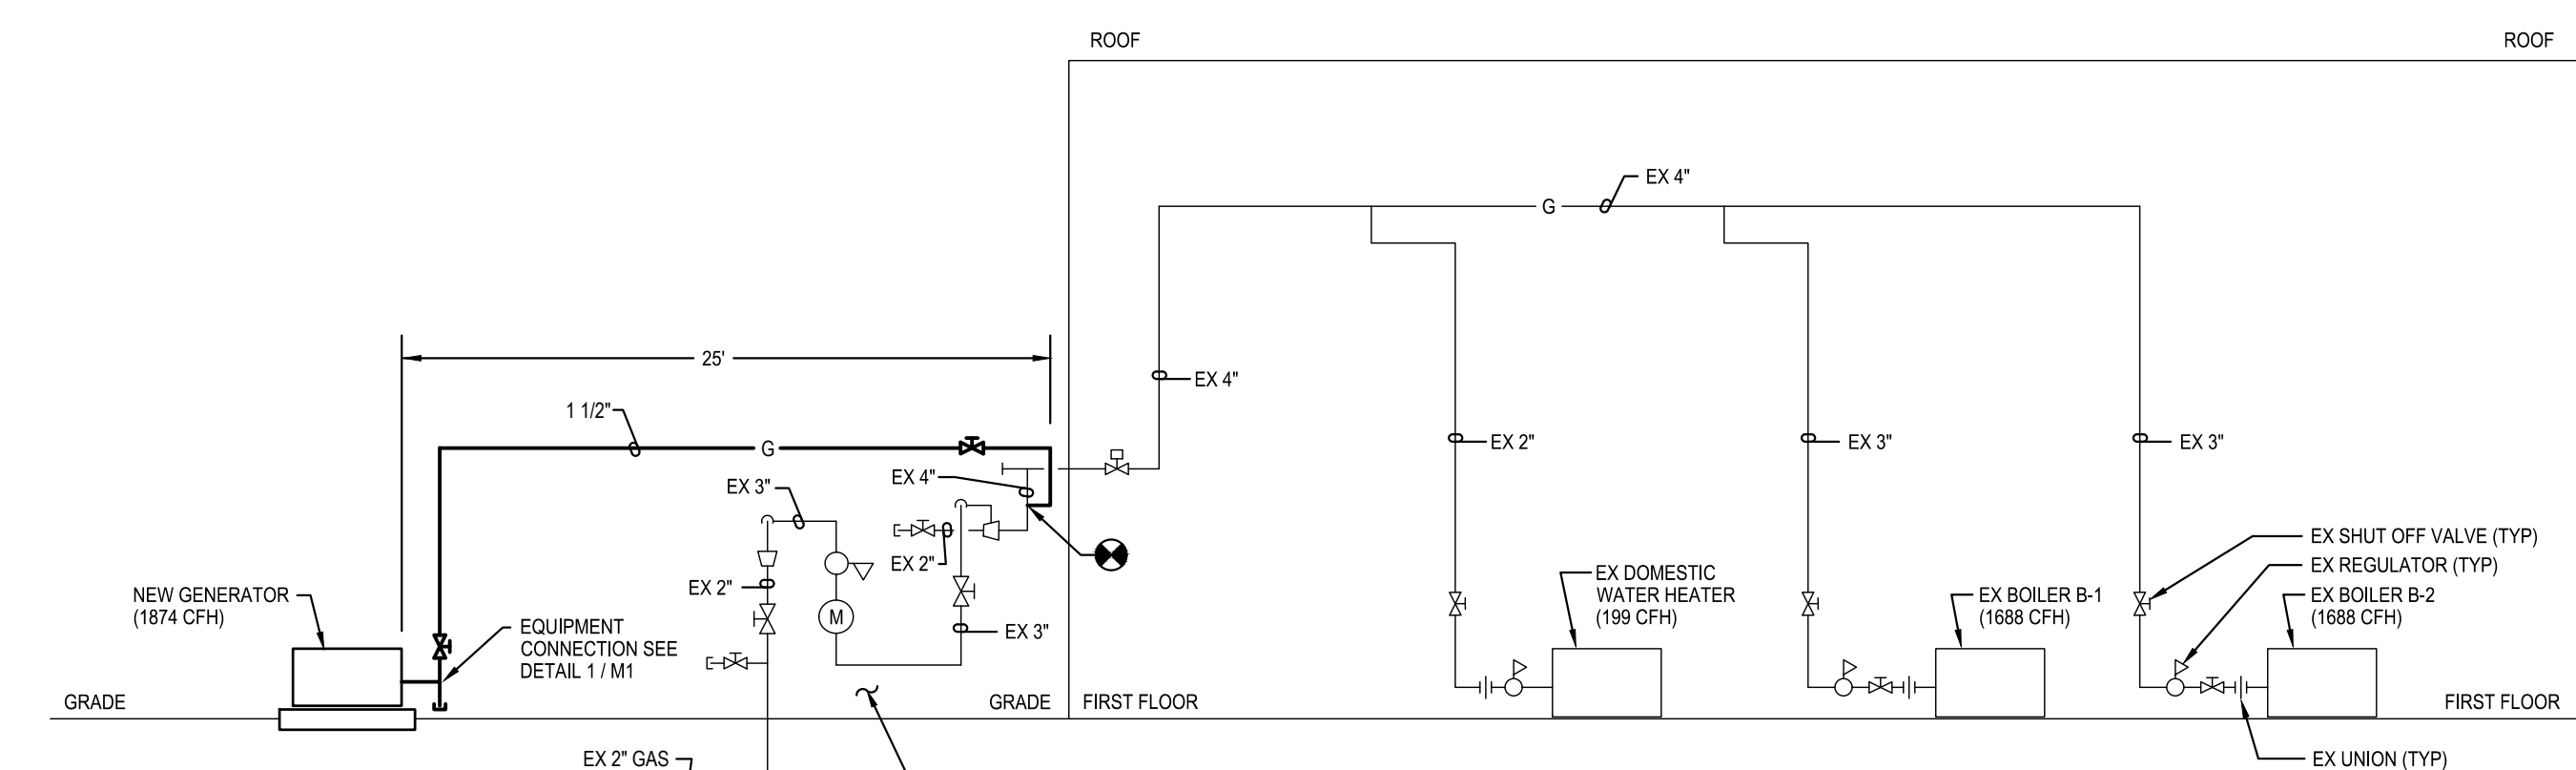 ROOF
ROOF
EX 4"
G
25'
EX 4"
1 1/2"
G
EX 2"
EX 3"
EX 3"
EX 4"
EX 3"
EX 2"
EX 2"
M
EX 3"
NEW GENERATOR
(1874 CFH)
EQUIPMENT
CONNECTION SEE
DETAIL 1 / M1
EX DOMESTIC
WATER HEATER
(199 CFH)
EX BOILER B-1
(1688 CFH)
EX SHUT OFF VALVE (TYP)
EX REGULATOR (TYP)
EX BOILER B-2
(1688 CFH)
GRADE
GRADE
FIRST FLOOR
FIRST FLOOR
EX 2" GAS
EX UNION (TYP)